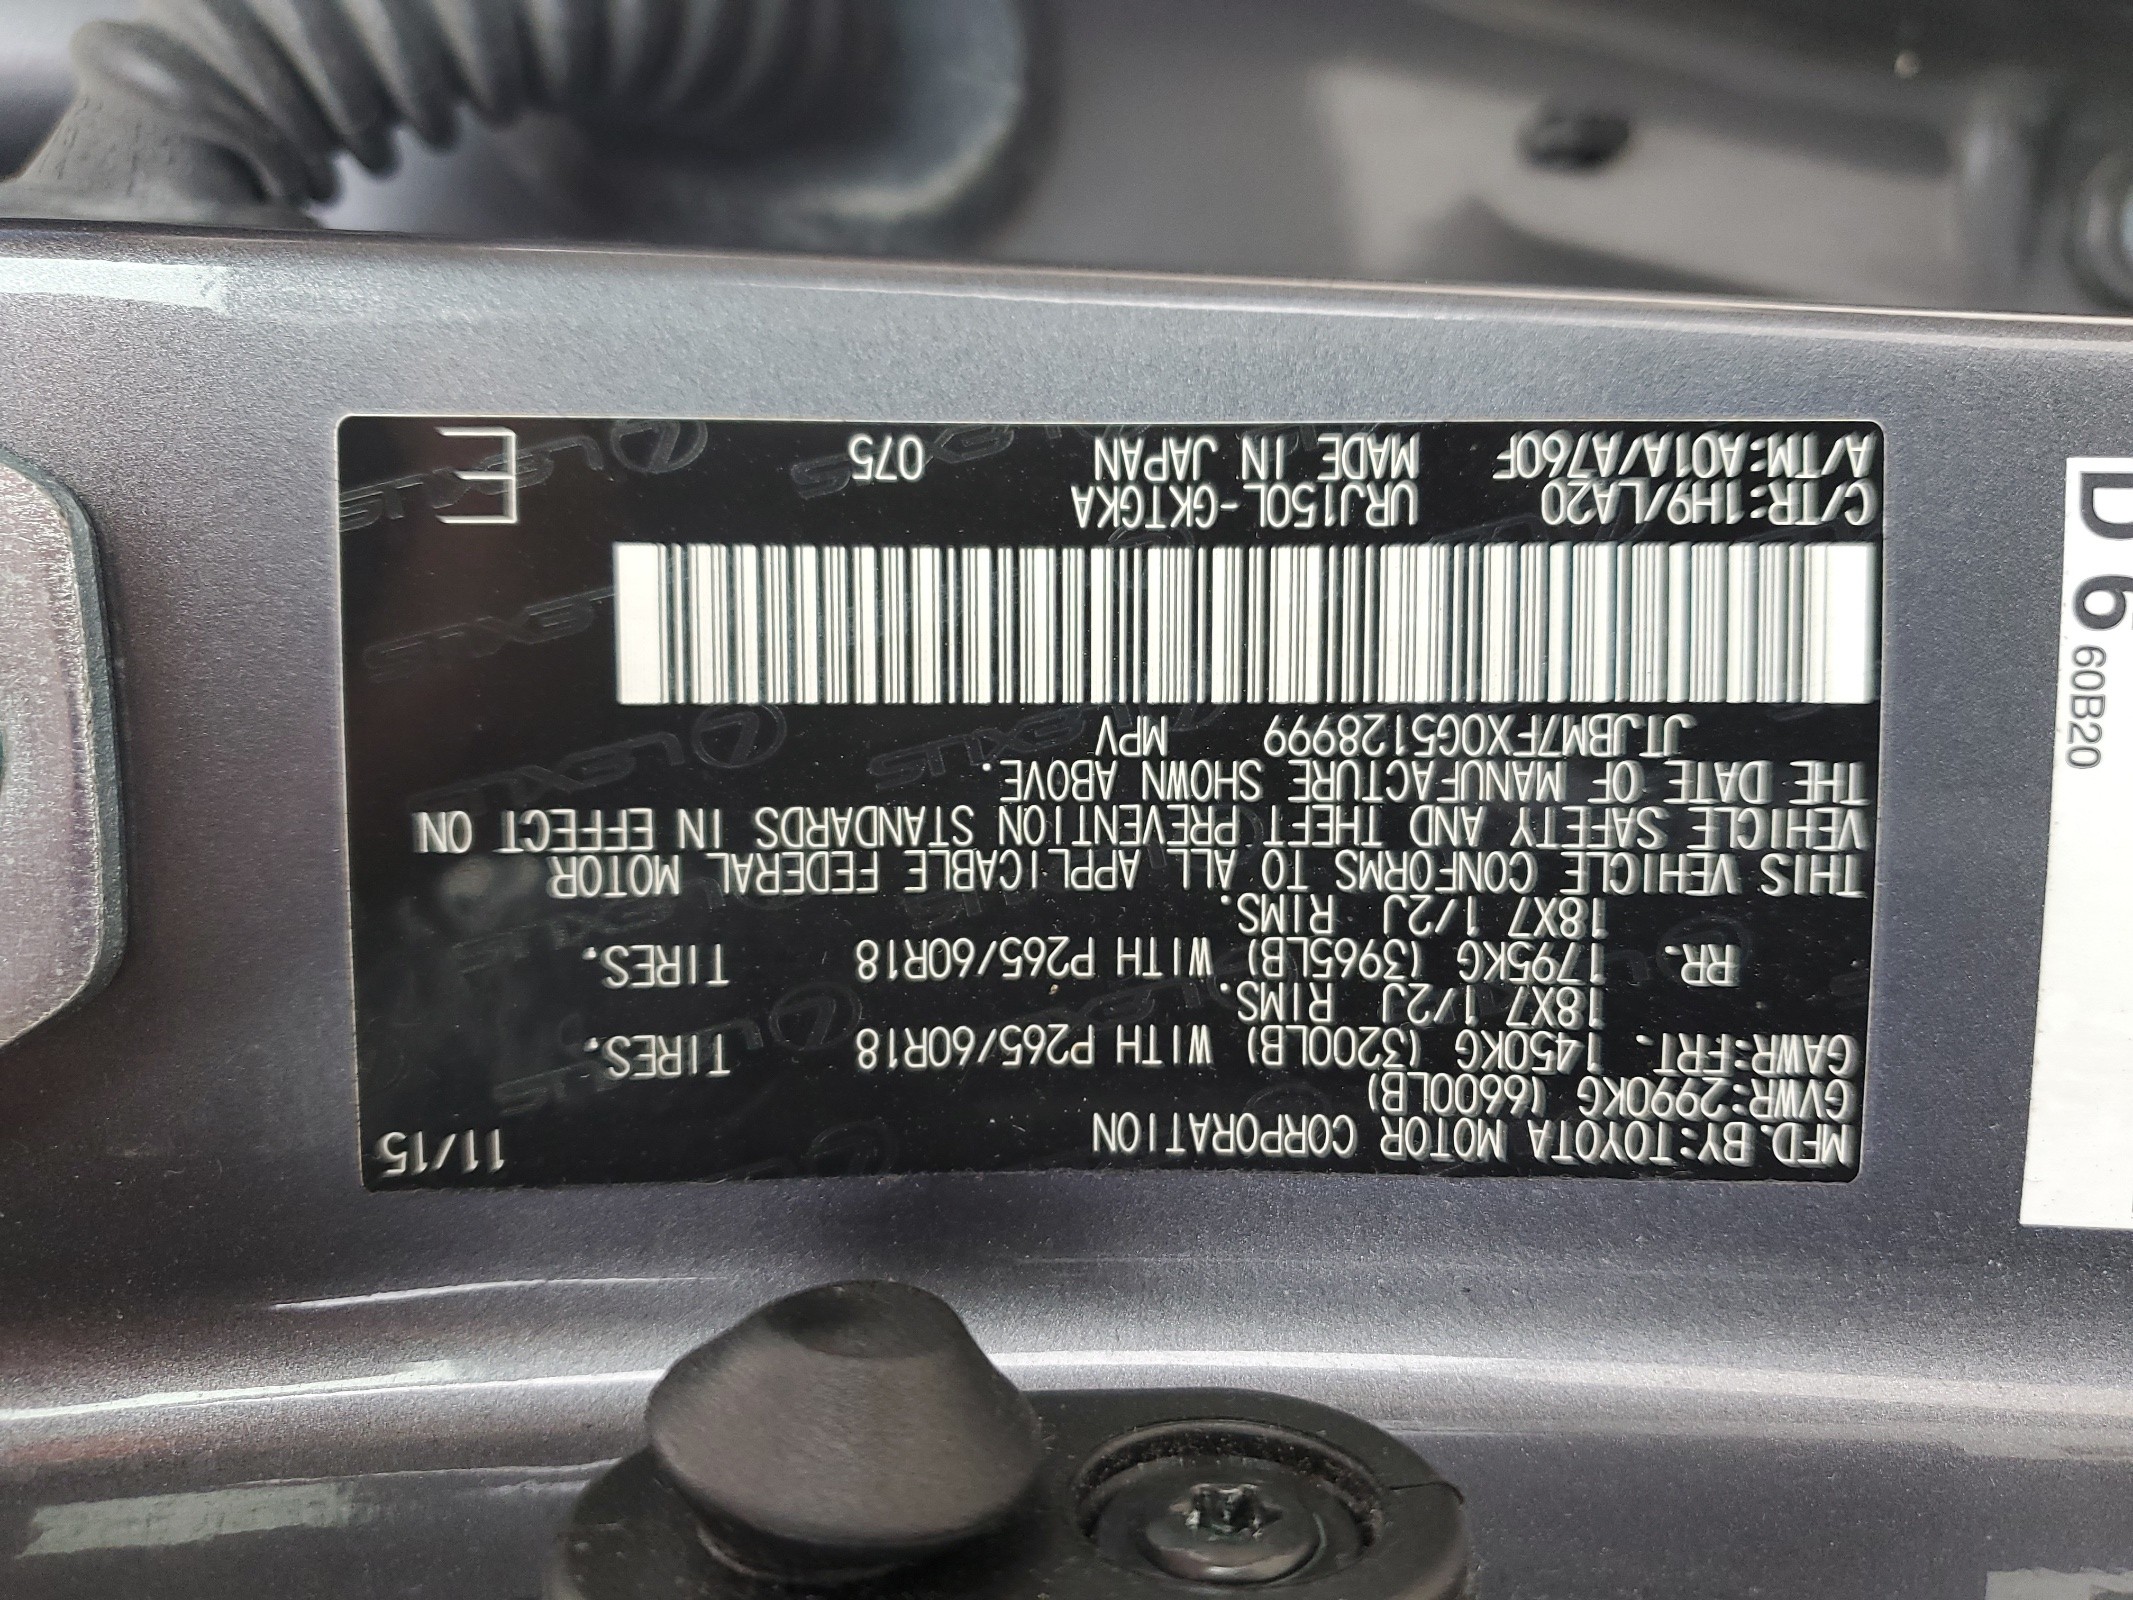 MFD. BY:TOYOTA MOTOR CORPORATION 11/15
GVWR:2990KG (6600LB)
GAWR:FRT. 1450KG (3200LB) WITH P265/60R18 TIRES.
18X7 1/2J RIMS.
RR. 1795KG (3965LB) WITH P265/60R18 TIRES.
18X7 1/2J RIMS.
THIS VEHICLE CONFORMS TO ALL APPLICABLE FEDERAL MOTOR
VEHICLE SAFETY AND THEFT PREVENTION STANDARDS IN EFFECT ON
THE DATE OF MANUFACTURE SHOWN ABOVE.
JTJBM7FX0G5128999 MPV
C/TR:1H9/LA20 URJ150L-GKTGKA
A/TM:A01A/A760F MADE IN JAPAN 075 E
D 6
60B20